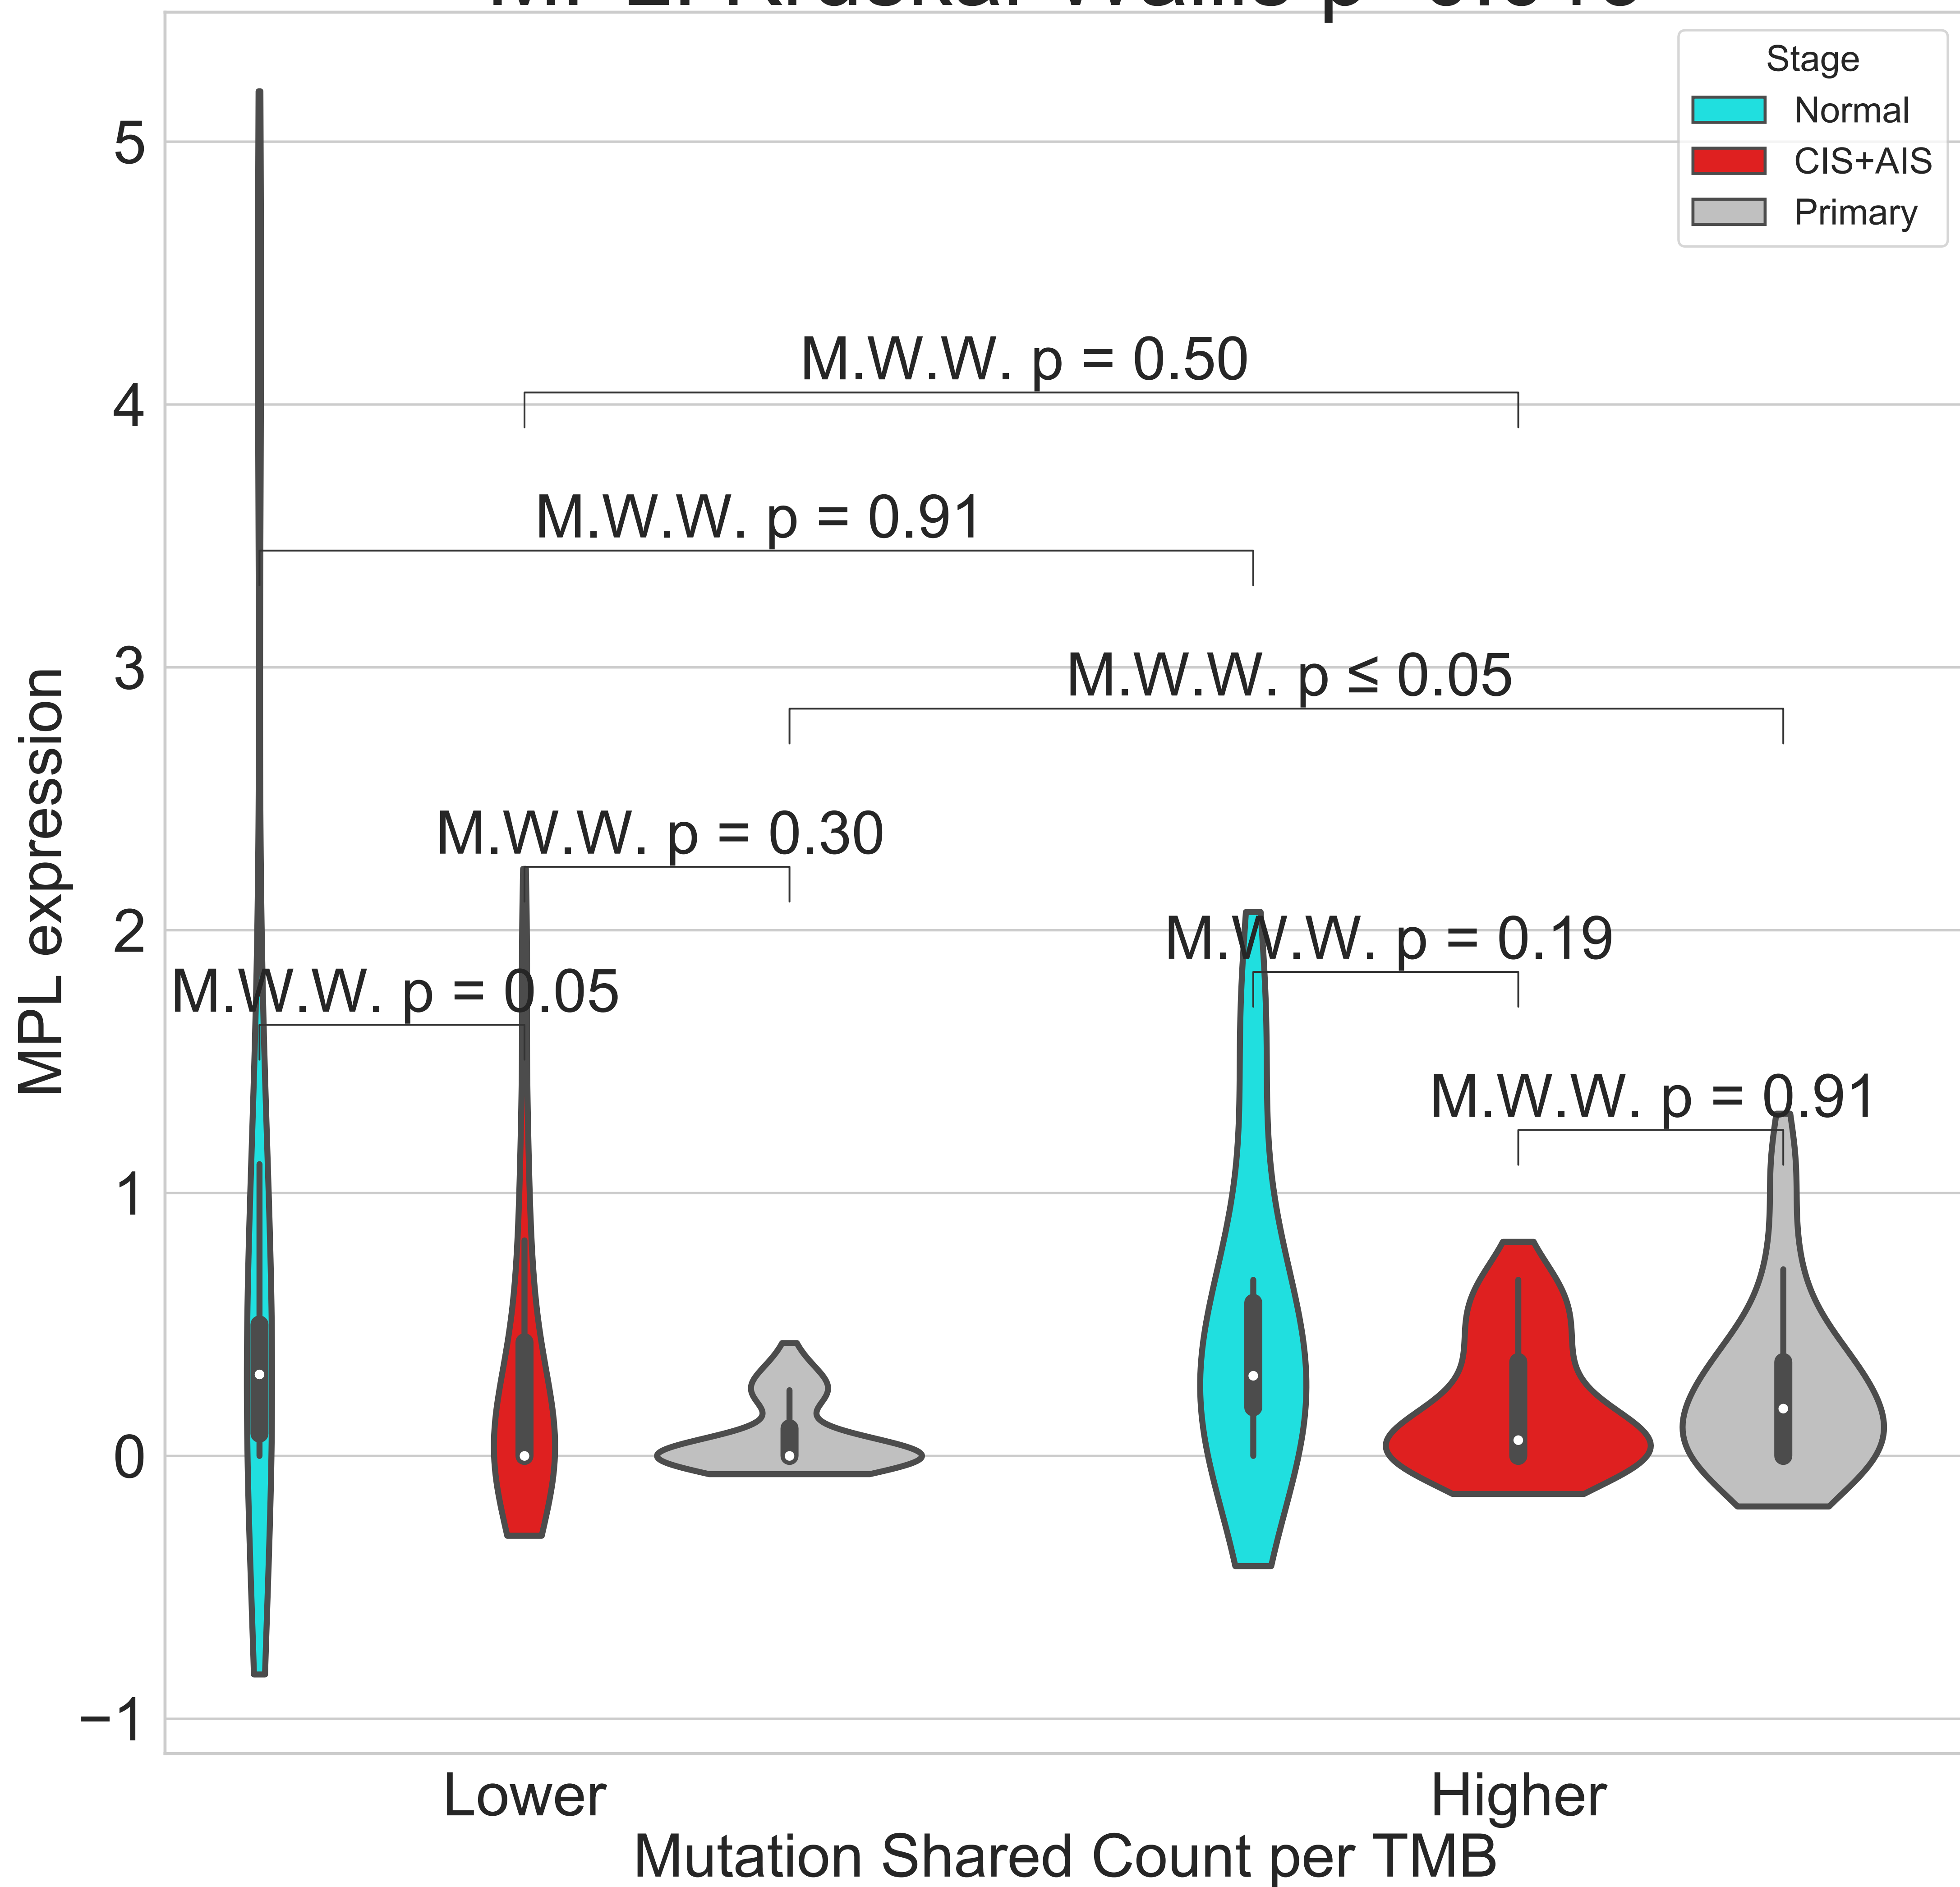 Stage
Normal
CIS+AIS
Primary
5
4
3
2
1
0
−1
MPL expression
M.W.W. p = 0.50
M.W.W. p = 0.91
M.W.W. p ≤ 0.05
M.W.W. p = 0.30
M.W.W. p = 0.19
M.W.W. p = 0.05
M.W.W. p = 0.91
Lower
Higher
Mutation Shared Count per TMB